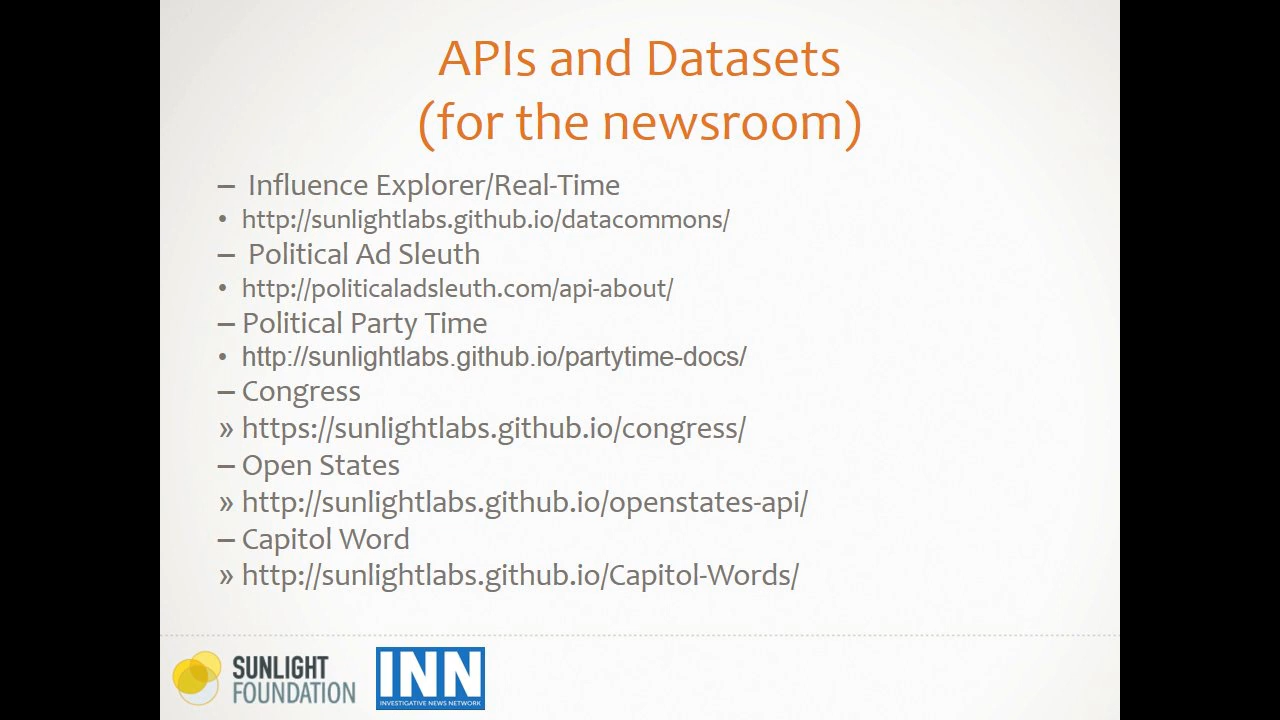 APIs and Datasets
(for the newsroom)
– Influence Explorer/Real-Time
• http://sunlightlabs.github.io/datacommons/
– Political Ad Sleuth
• http://politicaladsleuth.com/api-about/
– Political Party Time
• http://sunlightlabs.github.io/partytime-docs/
– Congress
» https://sunlightlabs.github.io/congress/
– Open States
» http://sunlightlabs.github.io/openstates-api/
– Capitol Word
» http://sunlightlabs.github.io/Capitol-Words/
SUNLIGHT
FOUNDATION
INN
INVESTIGATIVE NEWS NETWORK